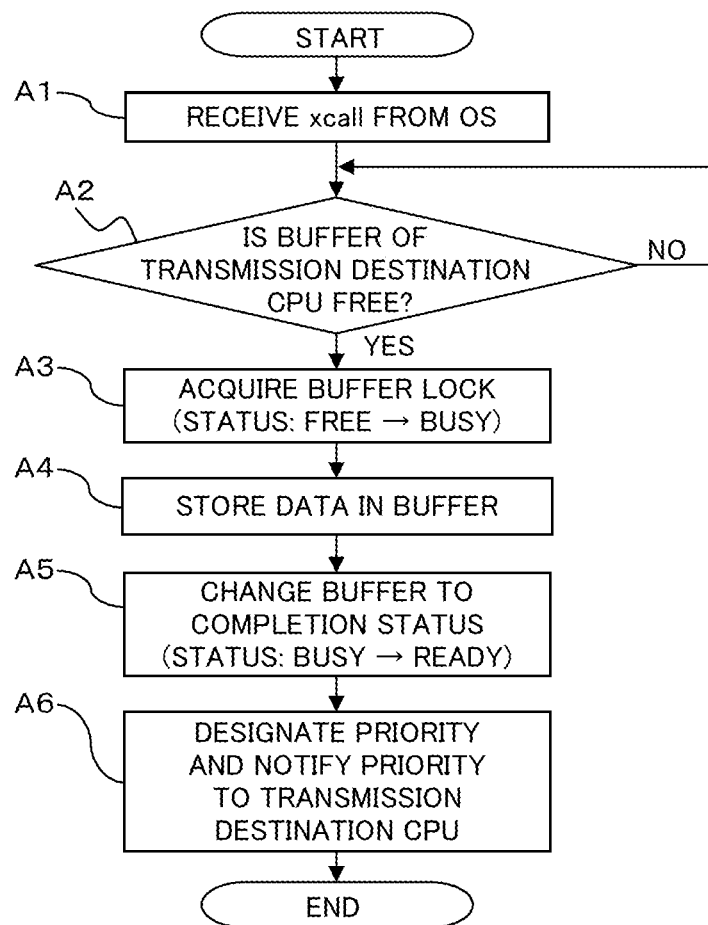 START
A1
RECEIVE xcall FROM OS
A2
IS BUFFER OF
TRANSMISSION DESTINATION
CPU FREE?
NO
YES
A3
ACQUIRE BUFFER LOCK
(STATUS: FREE → BUSY)
A4
STORE DATA IN BUFFER
A5
CHANGE BUFFER TO
COMPLETION STATUS
(STATUS: BUSY → READY)
A6
DESIGNATE PRIORITY
AND NOTIFY PRIORITY
TO TRANSMISSION
DESTINATION CPU
END